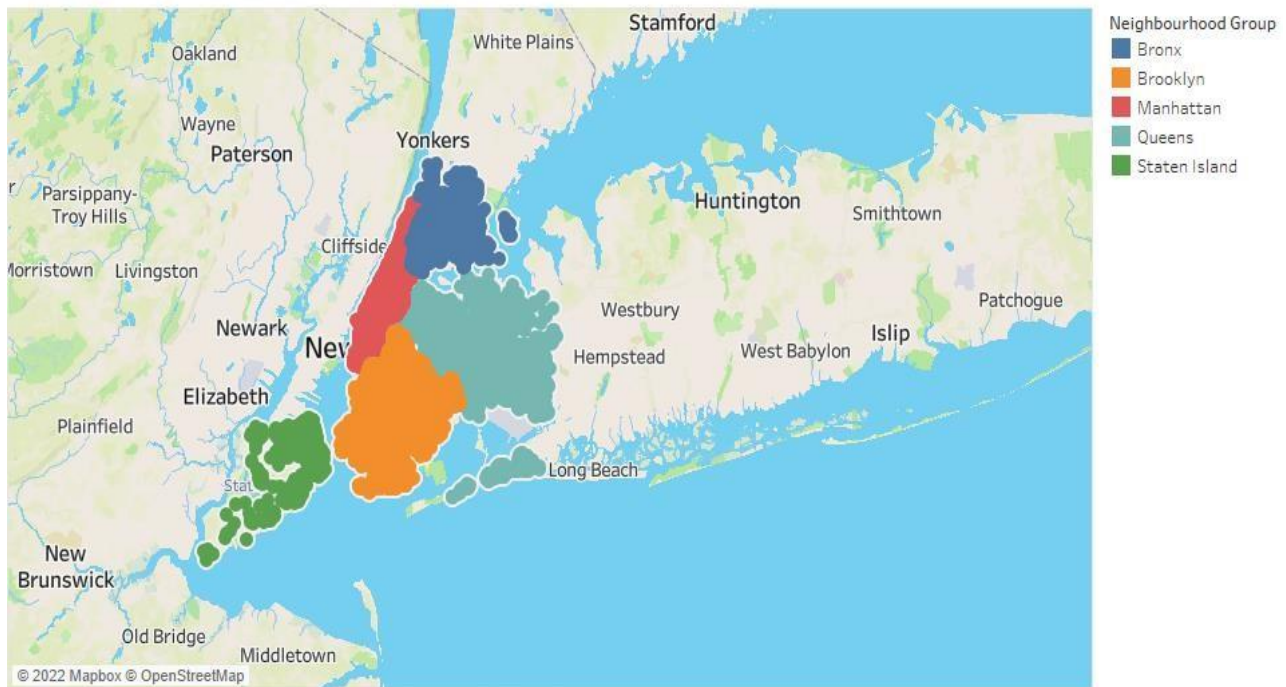 Stamford
White Plains
Oakland
Wayne
Yonkers
Paterson
Parsippany-
Troy Hills
Huntington
Smithtown
Cliffside
Morristown
Livingston
Patchogue
Westbury
Newark
Islip
New
Hempstead
West Babylon
Elizabeth
Plainfield
Long Beach
Stat
New
Brunswick
Old Bridge
Middletown
© 2022 Mapbox © OpenStreetMap
Neighbourhood Group
Bronx
Brooklyn
Manhattan
Queens
Staten Island